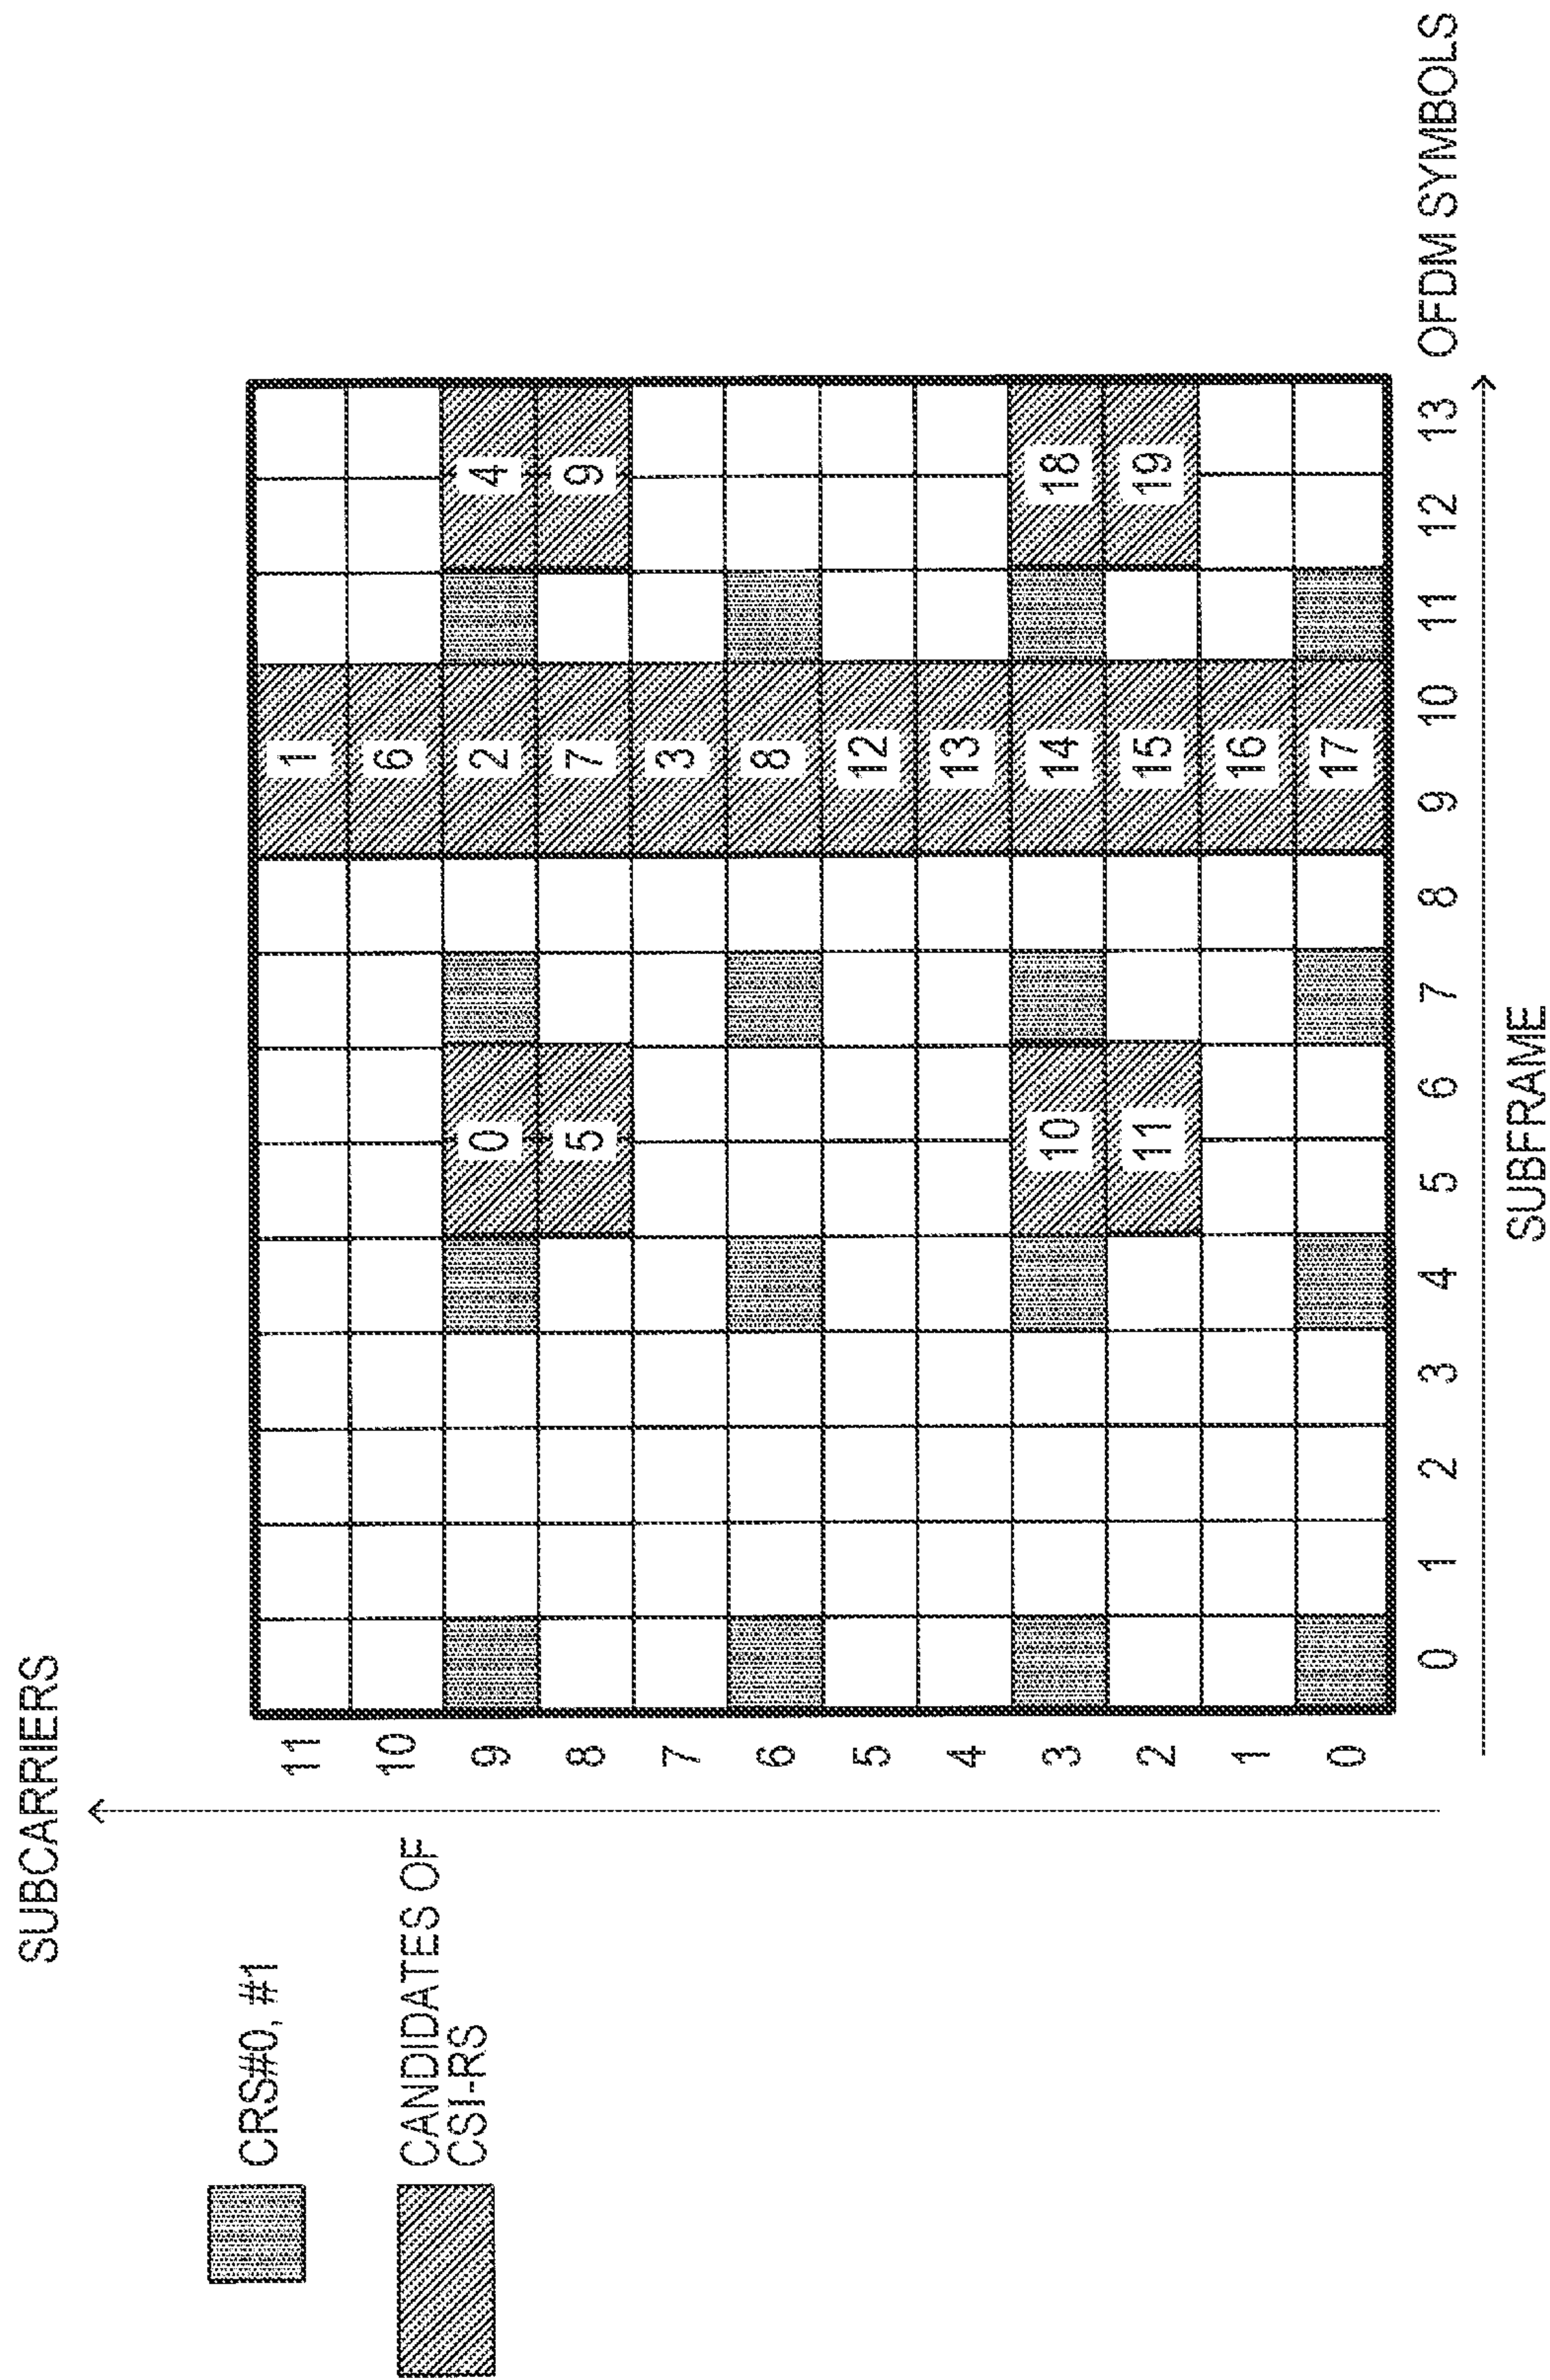 SUBCARRIERS
CRS#0, #1
CANDIDATES OF
CSI-RS
11 1
10 6
9 0 2 4
8 5 7 9
7 3
6 8
5 12
4 13
3 10 14 18
2 11 15 19
1 16
0 17
0 1 2 3 4 5 6 7 8 9 10 11 12 13 OFDM SYMBOLS
SUBFRAME